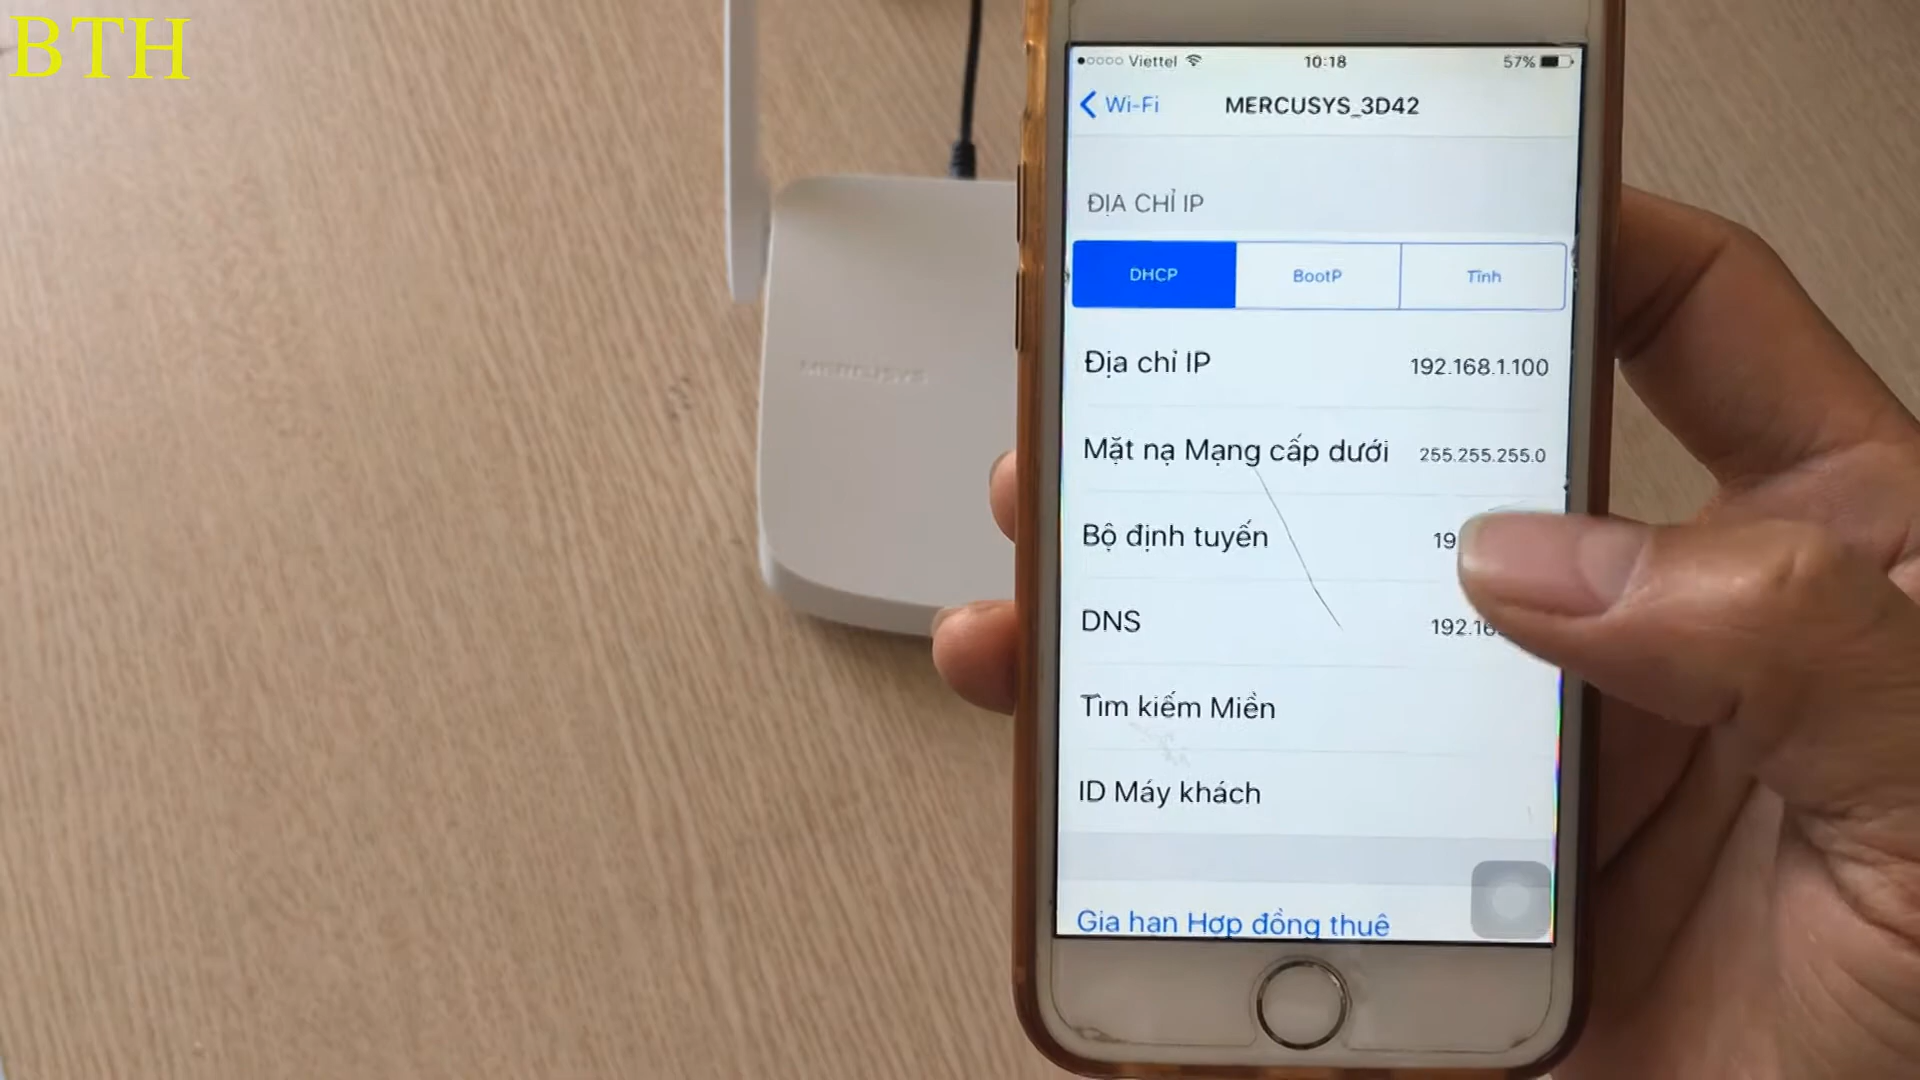 BTH
Viettel 10:18 57%
Wi-Fi MERCUSYS_3D42
ĐỊA CHỈ IP
DHCP BootP Tĩnh
Địa chỉ IP 192.168.1.100
Mặt nạ Mạng cấp dưới 255.255.255.0
Bộ định tuyến 19
DNS 192.16
Tìm kiếm Miền
ID Máy khách
Gia hạn Hợp đồng thuê
MERCUSYS